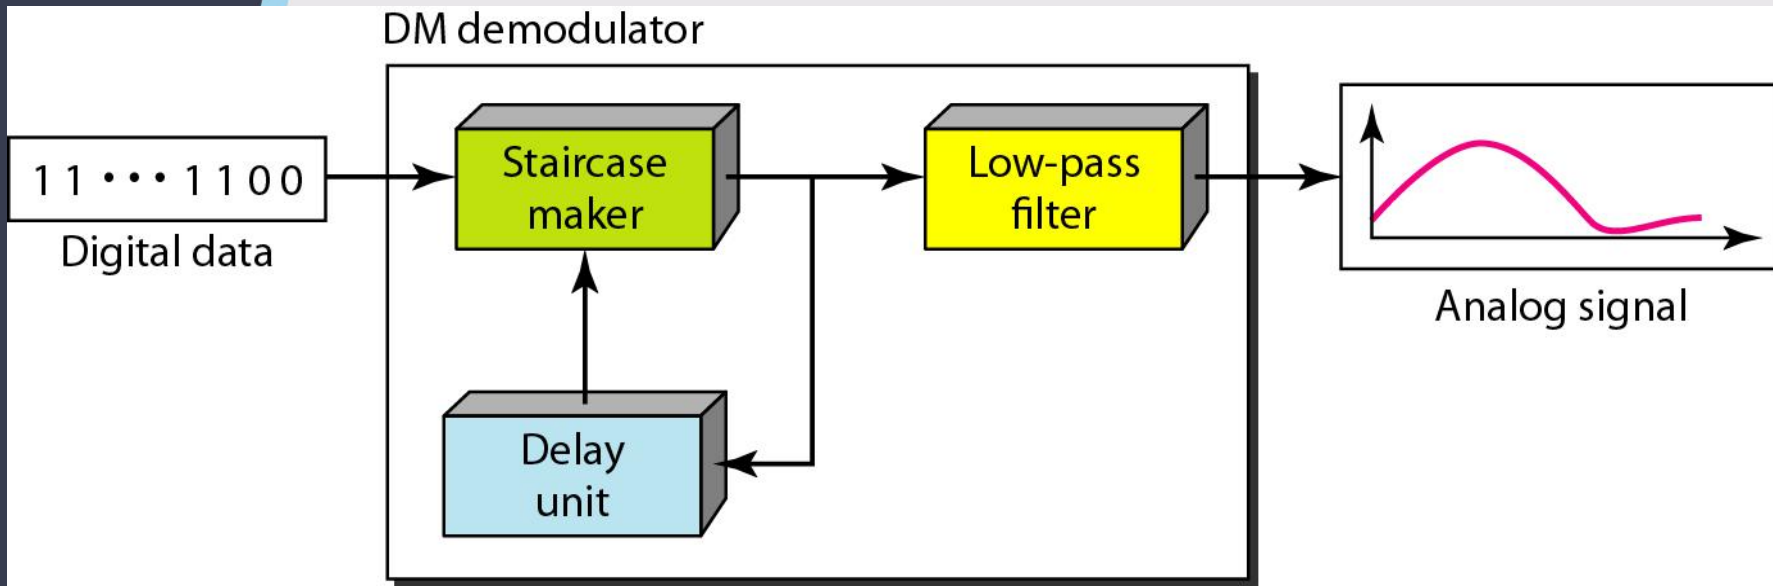 DM demodulator
11···1100
Digital data
Staircase
maker
Low-pass
filter
Analog signal
Delay
unit